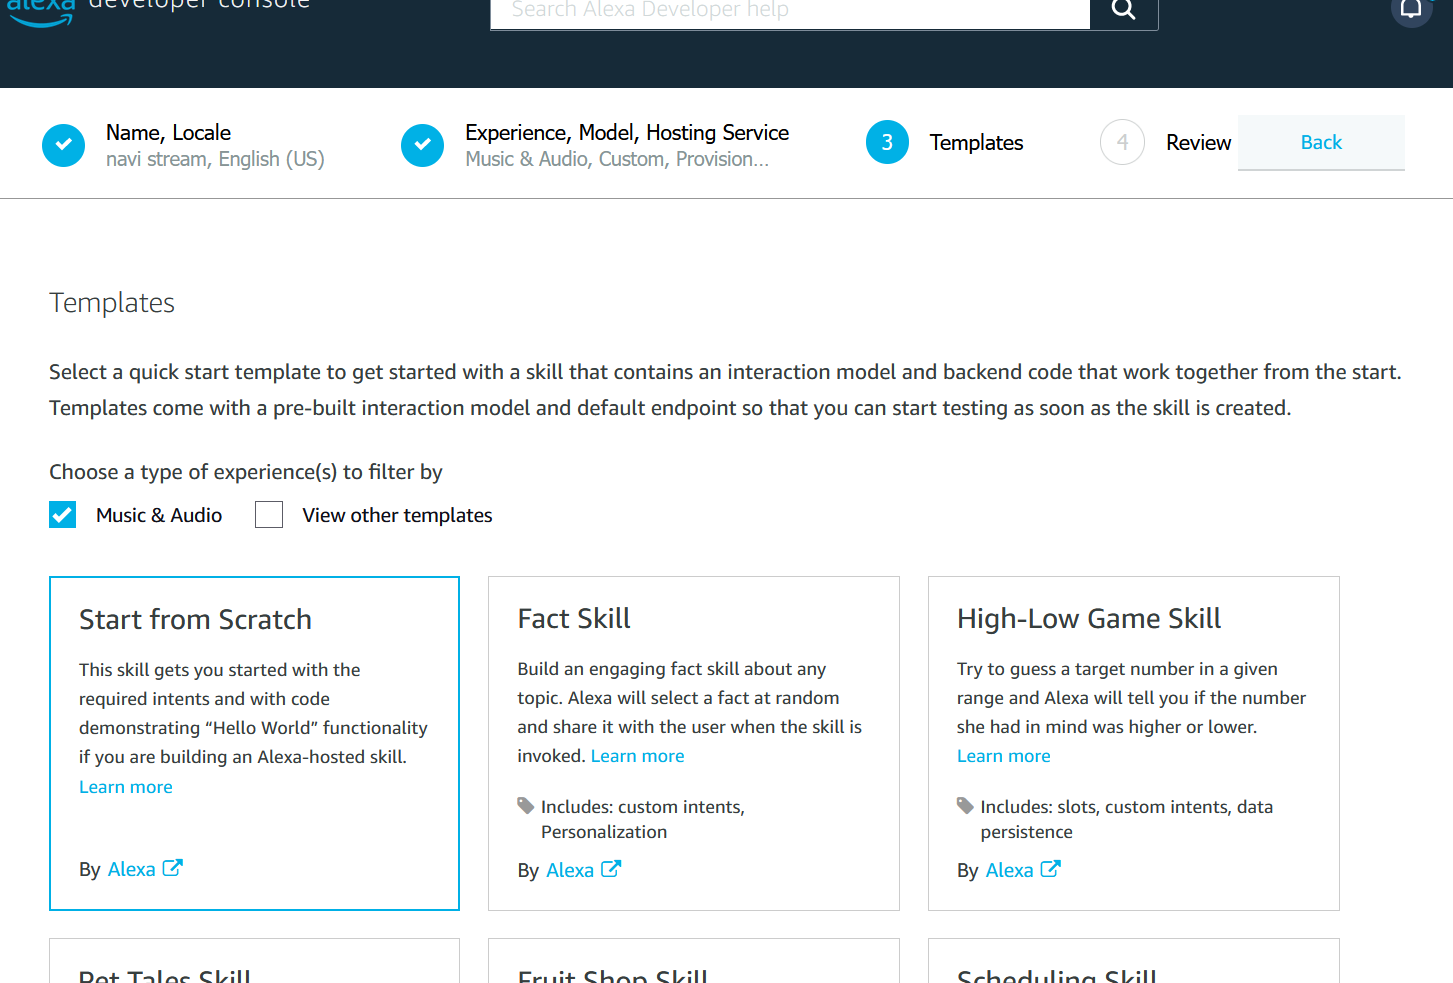 alexa developer console
Search Alexa Developer help
Name, Locale
navi stream, English (US)
Experience, Model, Hosting Service
Music & Audio, Custom, Provision...
3
Templates
4
Review
Back
Templates
Select a quick start template to get started with a skill that contains an interaction model and backend code that work together from the start.
Templates come with a pre-built interaction model and default endpoint so that you can start testing as soon as the skill is created.
Choose a type of experience(s) to filter by
Music & Audio
View other templates
Start from Scratch
This skill gets you started with the
required intents and with code
demonstrating “Hello World” functionality
if you are building an Alexa-hosted skill.
Learn more
By Alexa
Fact Skill
Build an engaging fact skill about any
topic. Alexa will select a fact at random
and share it with the user when the skill is
invoked. Learn more
Includes: custom intents,
Personalization
By Alexa
High-Low Game Skill
Try to guess a target number in a given
range and Alexa will tell you if the number
she had in mind was higher or lower.
Learn more
Includes: slots, custom intents, data
persistence
By Alexa
Pet Tales Skill
Fruit Shop Skill
Scheduling Skill